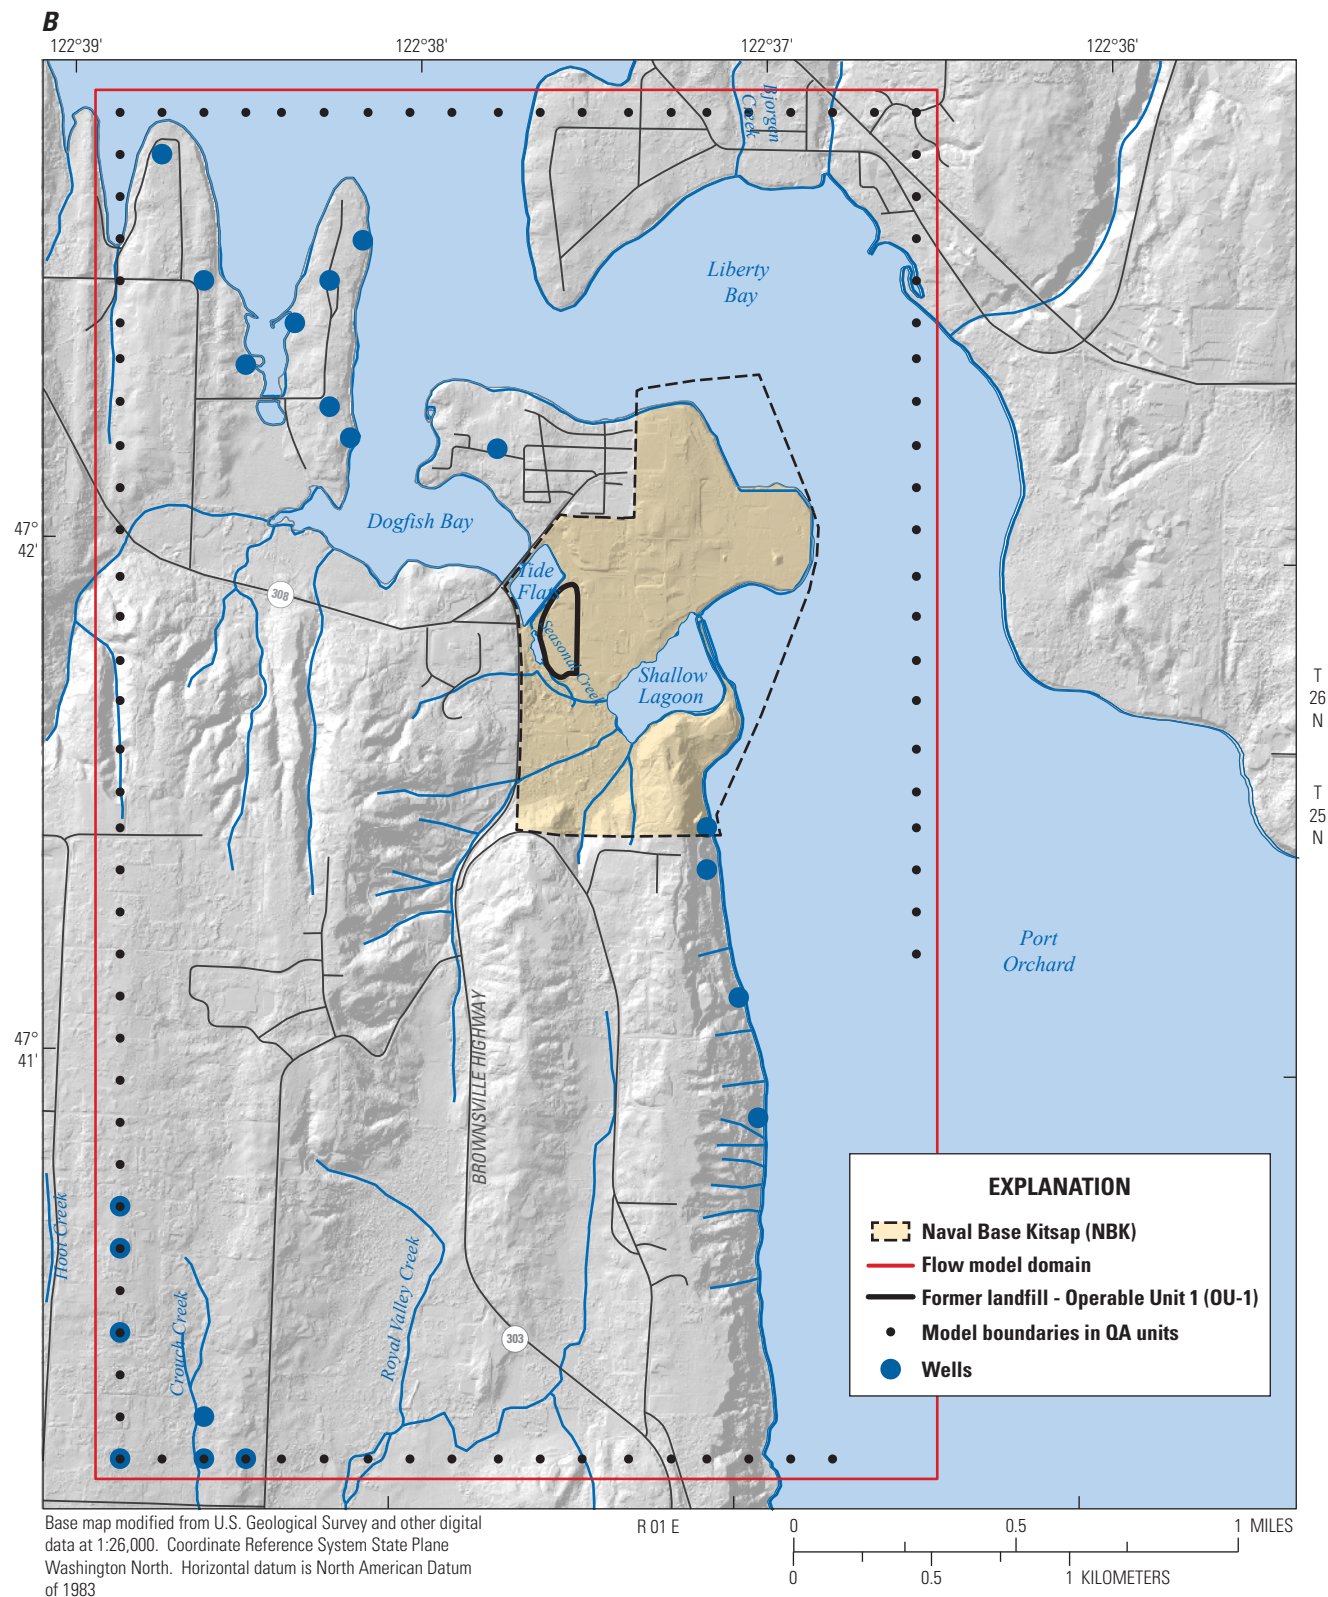 B
122°39'
122°38'
122°37'
122°36'
Bjorgen
Creek
Liberty
Bay
47°
42'
Dogfish Bay
Tide
Flats
308
Seasonal Creek
Shallow
Lagoon
T
26
N
T
25
N
Port
Orchard
47°
41'
BROWNSVILLE HIGHWAY
Hoot Creek
Crouch Creek
Royal Valley Creek
303
EXPLANATION
Naval Base Kitsap (NBK)
Flow model domain
Former landfill - Operable Unit 1 (OU-1)
Model boundaries in QA units
Wells
Base map modified from U.S. Geological Survey and other digital
data at 1:26,000. Coordinate Reference System State Plane
Washington North. Horizontal datum is North American Datum
of 1983
R 01 E
0 0.5 1 MILES
0 0.5 1 KILOMETERS